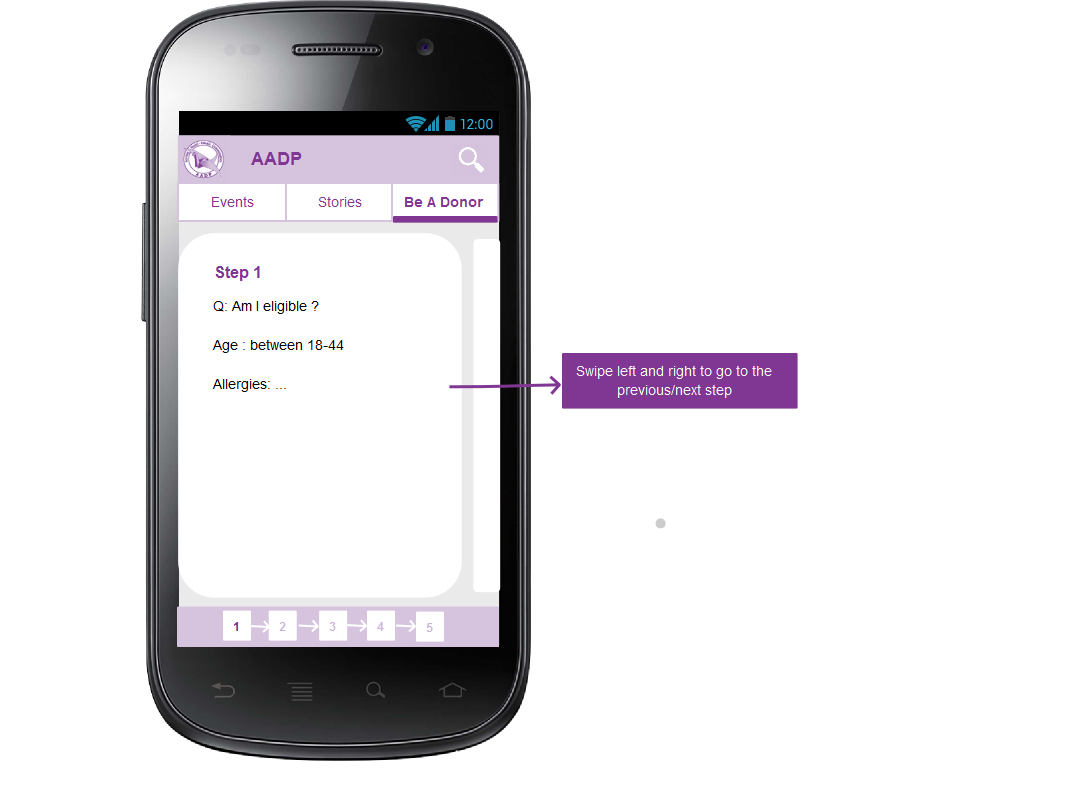 12:00
AADP
Events Stories Be A Donor
Step 1
Q: Am I eligible ?
Age : between 18-44
Allergies: ...
Swipe left and right to go to the
previous/next step
1 2 3 4 5